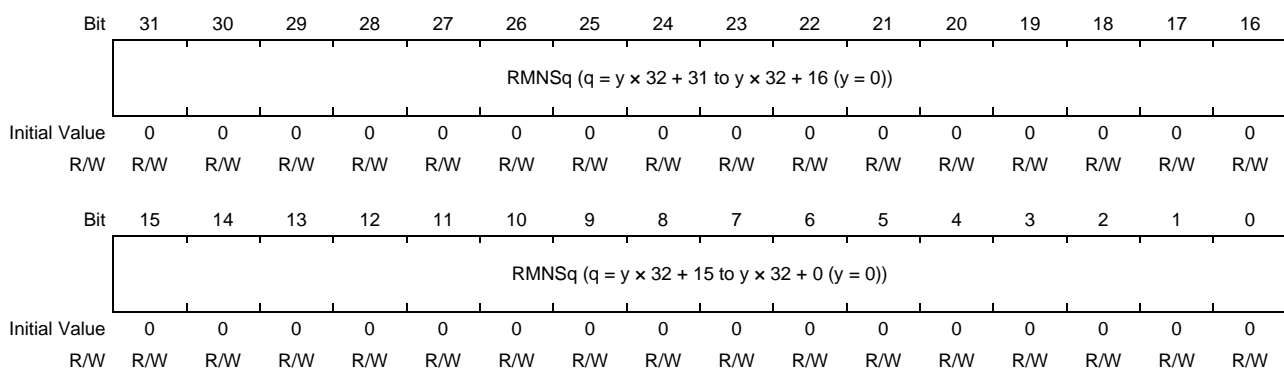 Bit 31 30 29 28 27 26 25 24 23 22 21 20 19 18 17 16
RMNSq (q = y × 32 + 31 to y × 32 + 16 (y = 0))
Initial Value 0 0 0 0 0 0 0 0 0 0 0 0 0 0 0 0
R/W R/W R/W R/W R/W R/W R/W R/W R/W R/W R/W R/W R/W R/W R/W R/W R/W
Bit 15 14 13 12 11 10 9 8 7 6 5 4 3 2 1 0
RMNSq (q = y × 32 + 15 to y × 32 + 0 (y = 0))
Initial Value 0 0 0 0 0 0 0 0 0 0 0 0 0 0 0 0
R/W R/W R/W R/W R/W R/W R/W R/W R/W R/W R/W R/W R/W R/W R/W R/W R/W